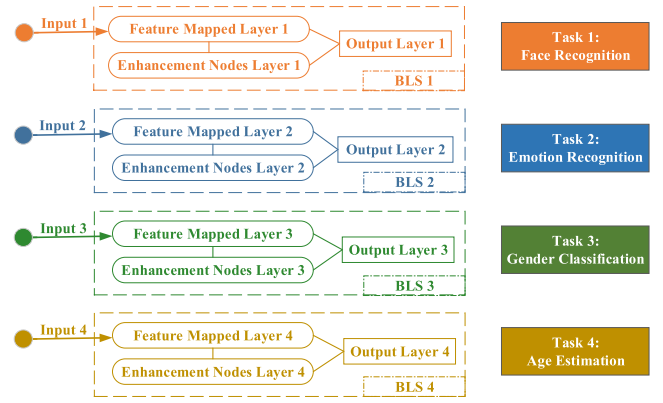 Input 1
Feature Mapped Layer 1
Enhancement Nodes Layer 1
Output Layer 1
BLS 1
Task 1:
Face Recognition
Input 2
Feature Mapped Layer 2
Enhancement Nodes Layer 2
Output Layer 2
BLS 2
Task 2:
Emotion Recognition
Input 3
Feature Mapped Layer 3
Enhancement Nodes Layer 3
Output Layer 3
BLS 3
Task 3:
Gender Classification
Input 4
Feature Mapped Layer 4
Enhancement Nodes Layer 4
Output Layer 4
BLS 4
Task 4:
Age Estimation